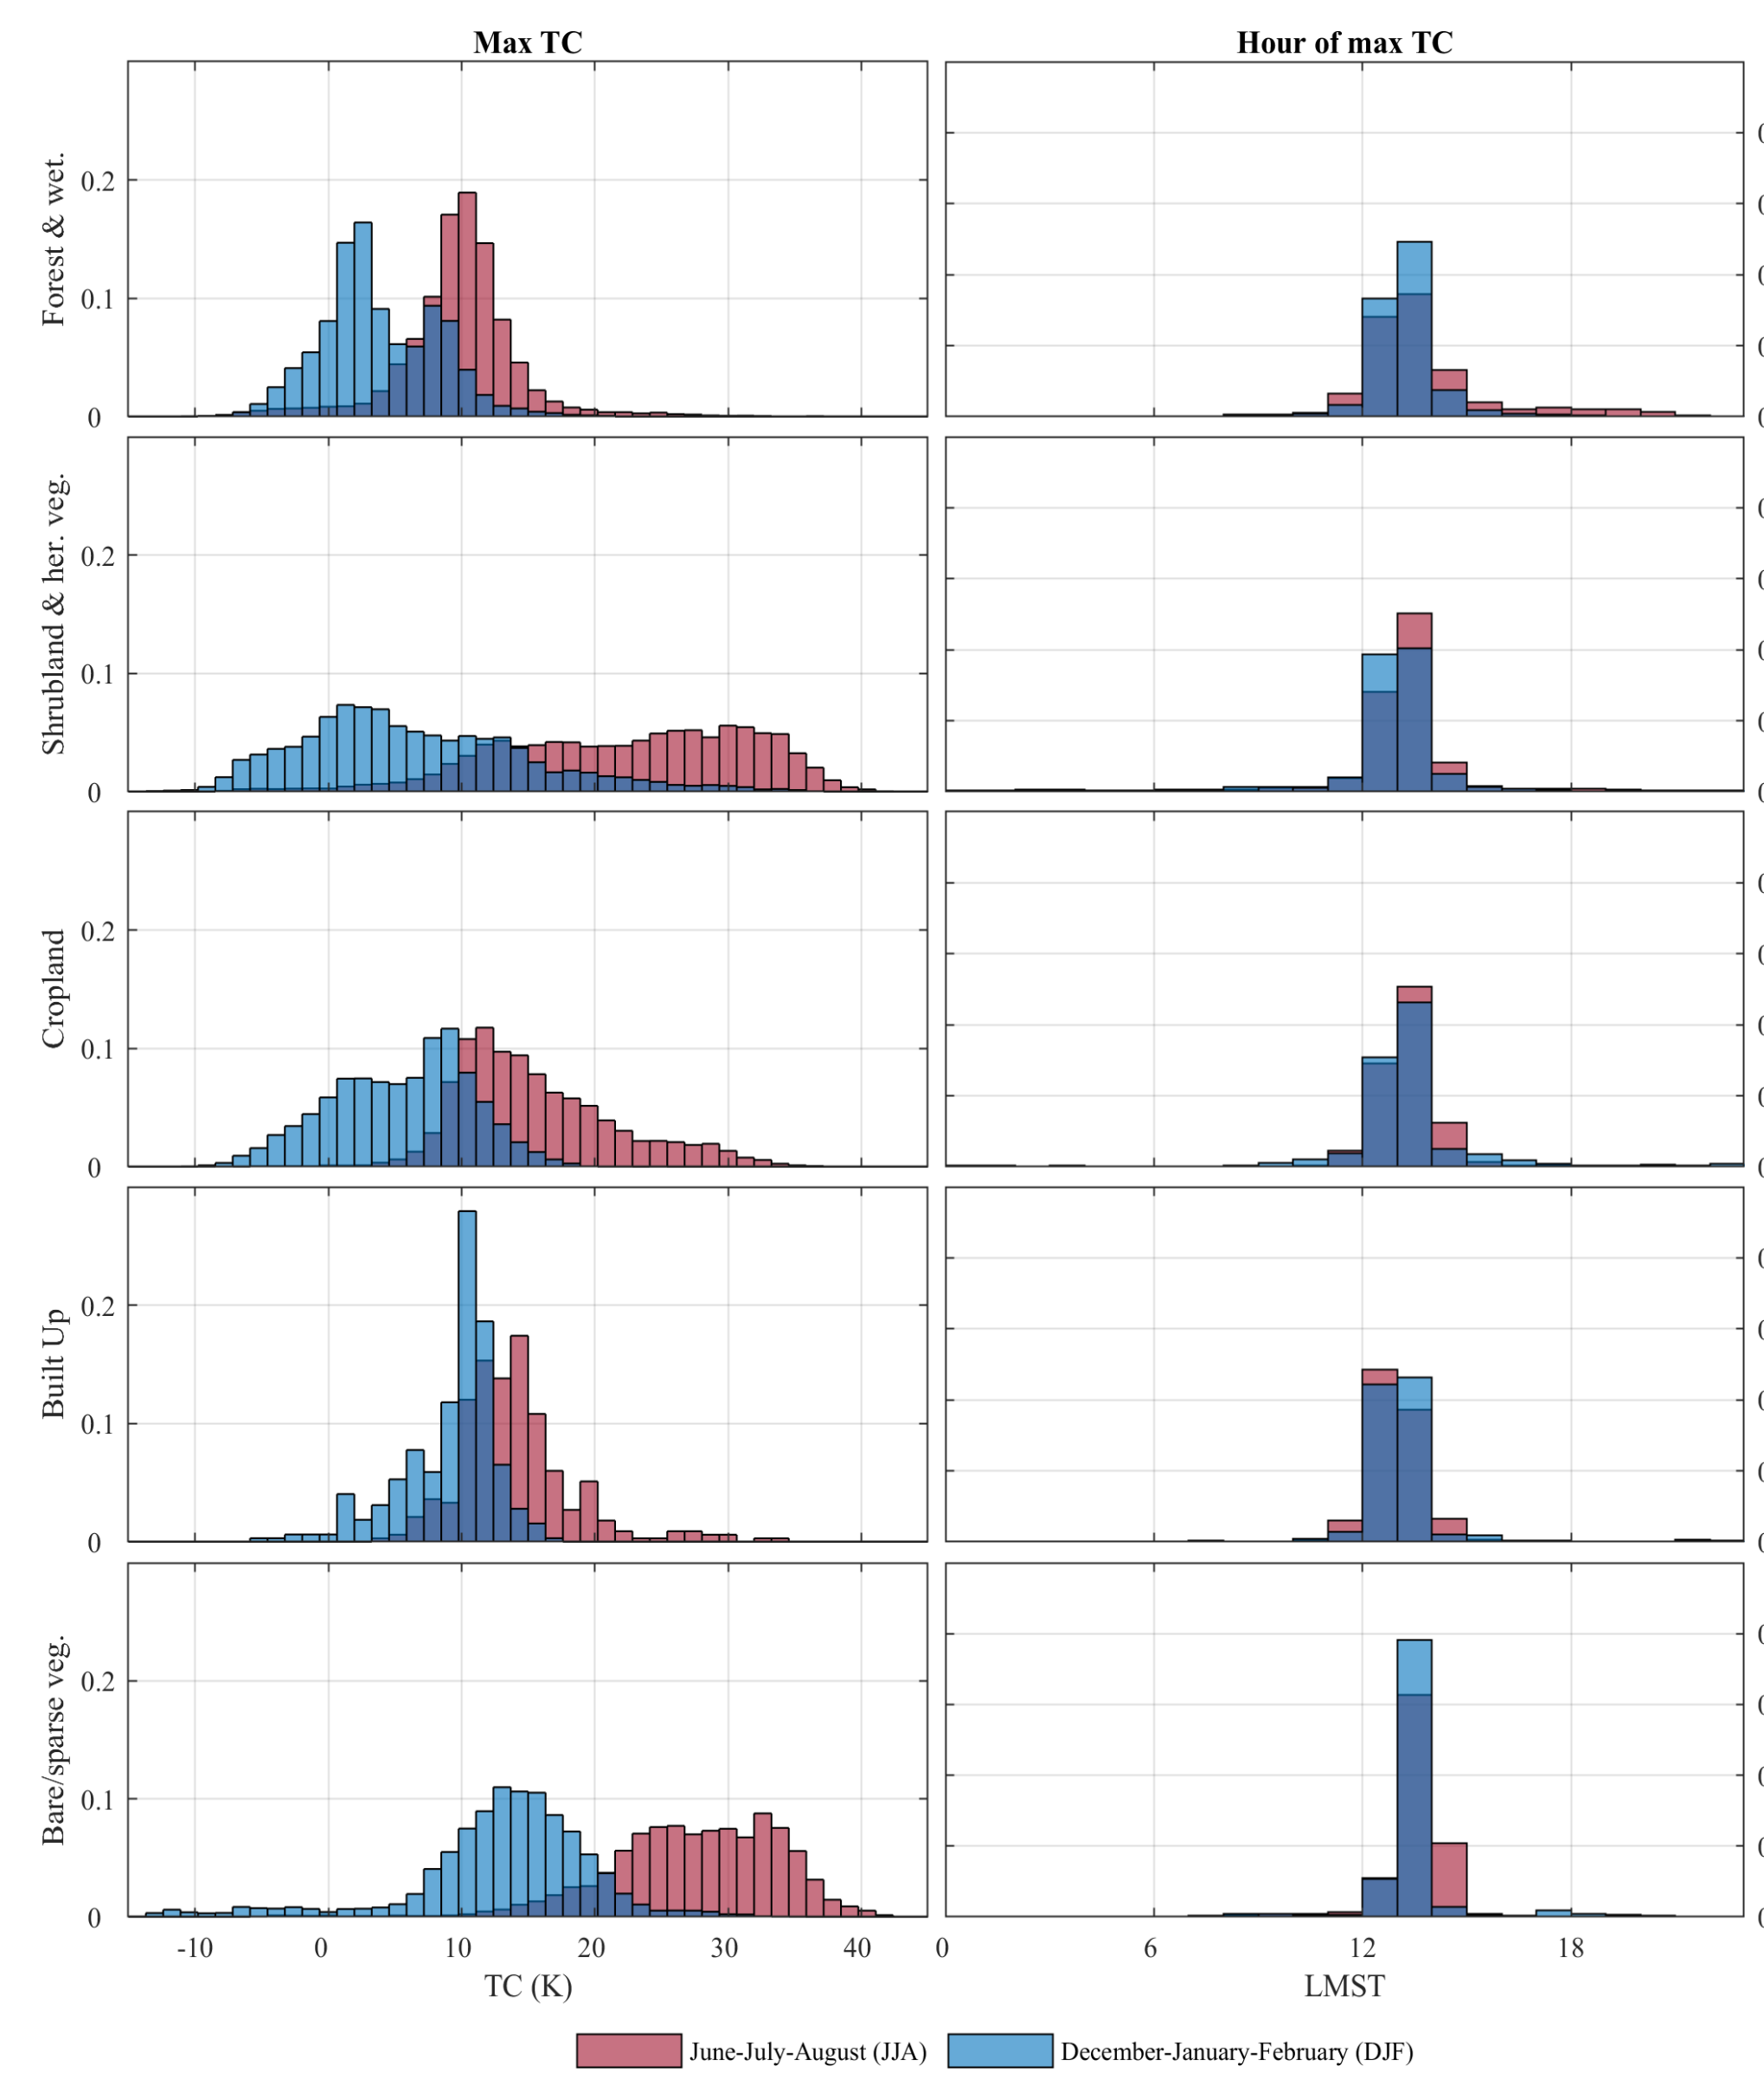 Max TC
Hour of max TC
Forest & wet.
0.2
0.1
0
Shrubland & her. veg.
0.2
0.1
0
Cropland
0.2
0.1
0
Built Up
0.2
0.1
0
Bare/sparse veg.
0.2
0.1
0
-10 0 10 20 30 40
0 6 12 18
TC (K)
LMST
June-July-August (JJA)
December-January-February (DJF)